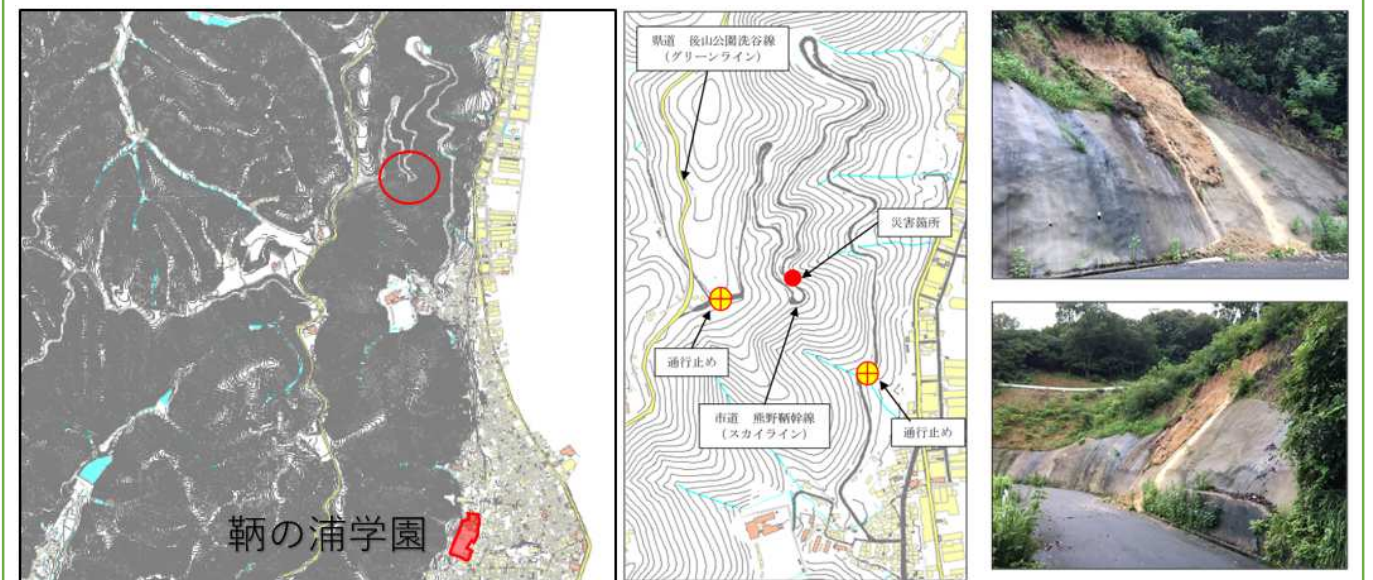 鞆の浦学園
県道 後山公園洗谷線
(グリーンライン)
災害箇所
通行止め
市道 熊野鞆幹線
(スカイライン)
通行止め